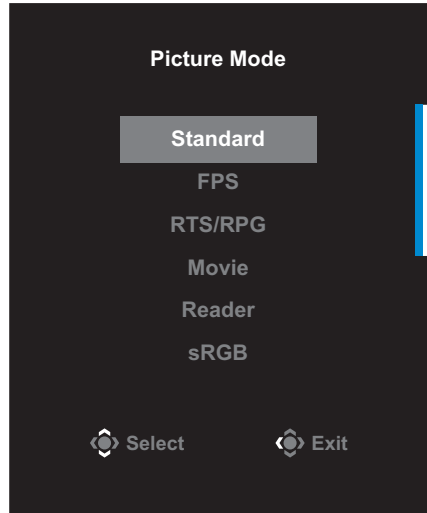 Picture Mode
Standard
FPS
RTS/RPG
Movie
Reader
sRGB
Select Exit